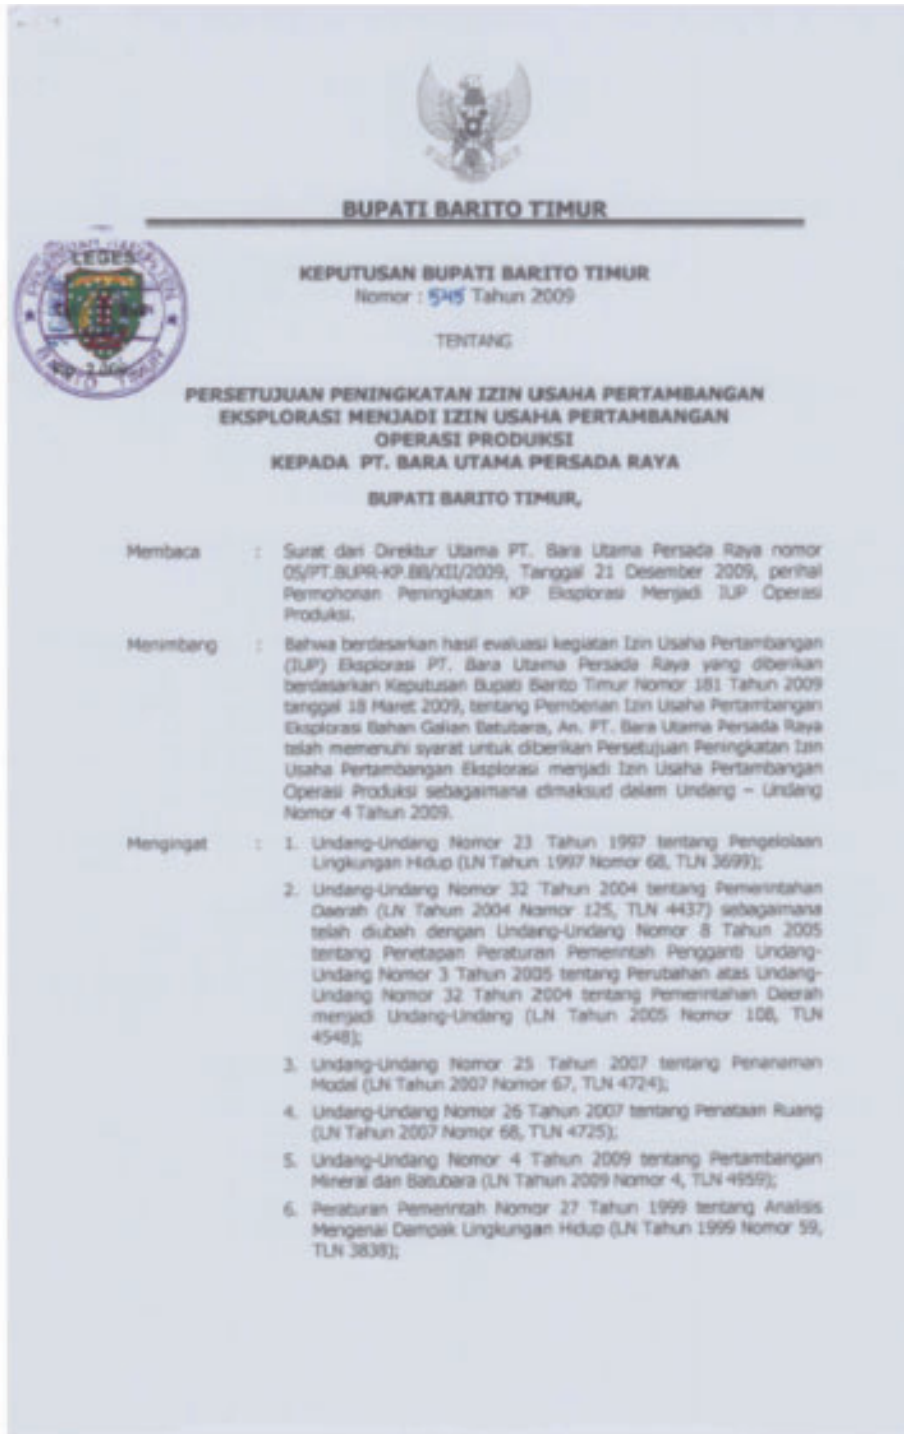 BUPATI BARITO TIMUR
LEGES
BARITO TIMUR
KEPUTUSAN BUPATI BARITO TIMUR
Nomor : 545 Tahun 2009
TENTANG
PERSETUJUAN PENINGKATAN IZIN USAHA PERTAMBANGAN
EKSPLORASI MENJADI IZIN USAHA PERTAMBANGAN
OPERASI PRODUKSI
KEPADA PT. BARA UTAMA PERSADA RAYA
BUPATI BARITO TIMUR,
Membaca : Surat dari Direktur Utama PT. Bara Utama Persada Raya nomor
05/PT.BUPR-KP.BB/XII/2009, Tanggal 21 Desember 2009, perihal
Permohonan Peningkatan KP Eksplorasi Menjadi IUP Operasi
Produksi.
Menimbang : Bahwa berdasarkan hasil evaluasi kegiatan Izin Usaha Pertambangan
(IUP) Eksplorasi PT. Bara Utama Persada Raya yang diberikan
berdasarkan Keputusan Bupati Barito Timur Nomor 181 Tahun 2009
tanggal 18 Maret 2009, tentang Pemberian Izin Usaha Pertambangan
Eksplorasi Bahan Galian Batubara, An. PT. Bara Utama Persada Raya
telah memenuhi syarat untuk diberikan Persetujuan Peningkatan Izin
Usaha Pertambangan Eksplorasi menjadi Izin Usaha Pertambangan
Operasi Produksi sebagaimana dimaksud dalam Undang – Undang
Nomor 4 Tahun 2009.
Mengingat : 1. Undang-Undang Nomor 23 Tahun 1997 tentang Pengelolaan
Lingkungan Hidup (LN Tahun 1997 Nomor 68, TLN 3699);
2. Undang-Undang Nomor 32 Tahun 2004 tentang Pemerintahan
Daerah (LN Tahun 2004 Nomor 125, TLN 4437) sebagaimana
telah diubah dengan Undang-Undang Nomor 8 Tahun 2005
tentang Penetapan Peraturan Pemerintah Pengganti Undang-
Undang Nomor 3 Tahun 2005 tentang Perubahan atas Undang-
Undang Nomor 32 Tahun 2004 tentang Pemerintahan Daerah
menjadi Undang-Undang (LN Tahun 2005 Nomor 108, TLN
4548);
3. Undang-Undang Nomor 25 Tahun 2007 tentang Penanaman
Modal (LN Tahun 2007 Nomor 67, TLN 4724);
4. Undang-Undang Nomor 26 Tahun 2007 tentang Penataan Ruang
(LN Tahun 2007 Nomor 68, TLN 4725);
5. Undang-Undang Nomor 4 Tahun 2009 tentang Pertambangan
Mineral dan Batubara (LN Tahun 2009 Nomor 4, TLN 4959);
6. Peraturan Pemerintah Nomor 27 Tahun 1999 tentang Analisis
Mengenai Dampak Lingkungan Hidup (LN Tahun 1999 Nomor 59,
TLN 3838);